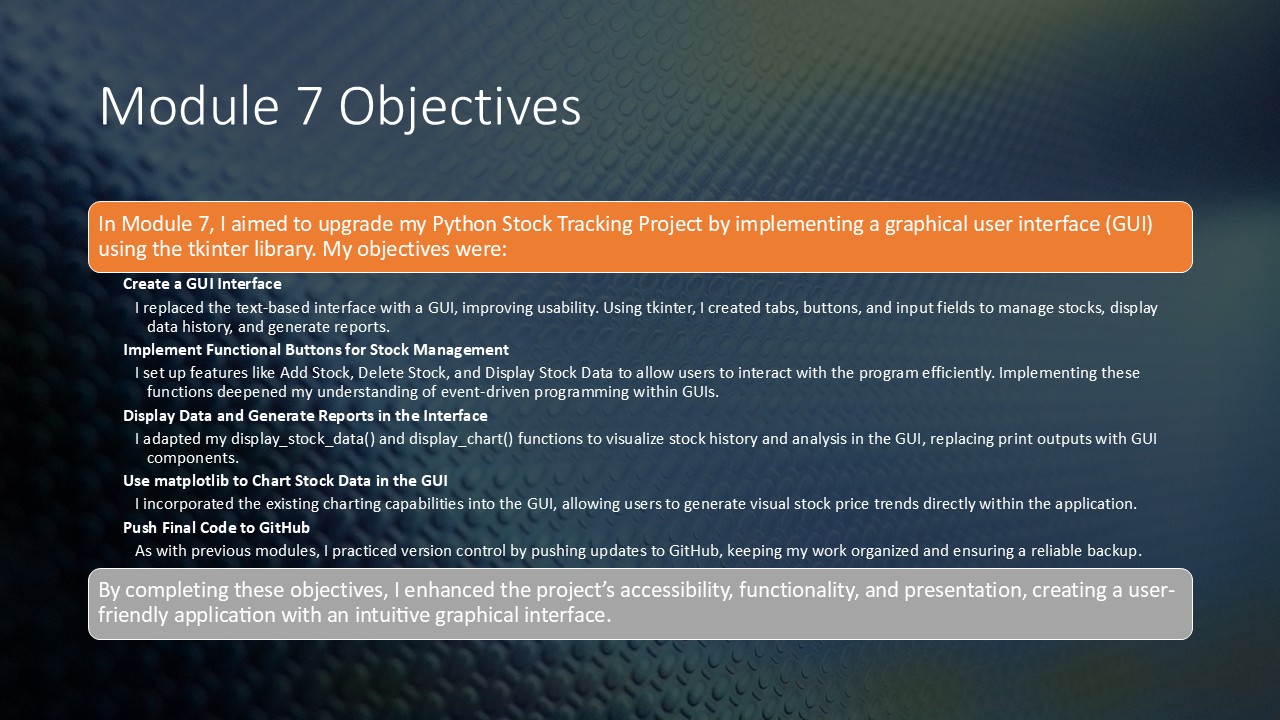 Module 7 Objectives
In Module 7, I aimed to upgrade my Python Stock Tracking Project by implementing a graphical user interface (GUI)
using the tkinter library. My objectives were:
Create a GUI Interface
I replaced the text-based interface with a GUI, improving usability. Using tkinter, I created tabs, buttons, and input fields to manage stocks, display
data history, and generate reports.
Implement Functional Buttons for Stock Management
I set up features like Add Stock, Delete Stock, and Display Stock Data to allow users to interact with the program efficiently. Implementing these
functions deepened my understanding of event-driven programming within GUIs.
Display Data and Generate Reports in the Interface
I adapted my display_stock_data() and display_chart() functions to visualize stock history and analysis in the GUI, replacing print outputs with GUI
components.
Use matplotlib to Chart Stock Data in the GUI
I incorporated the existing charting capabilities into the GUI, allowing users to generate visual stock price trends directly within the application.
Push Final Code to GitHub
As with previous modules, I practiced version control by pushing updates to GitHub, keeping my work organized and ensuring a reliable backup.
By completing these objectives, I enhanced the project’s accessibility, functionality, and presentation, creating a user-
friendly application with an intuitive graphical interface.